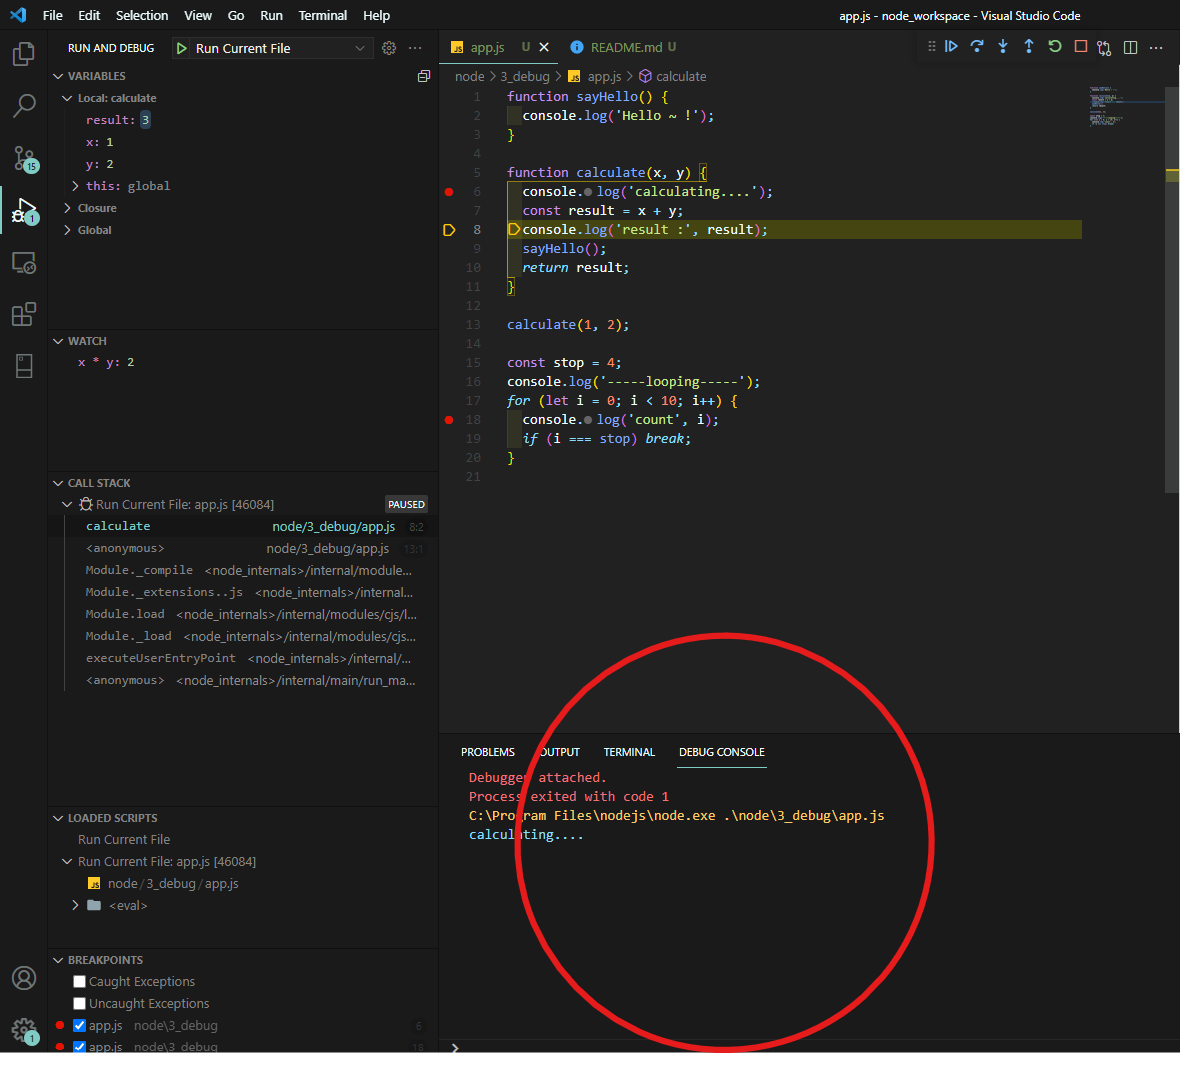 File Edit Selection View Go Run Terminal Help
app.js - node_workspace - Visual Studio Code
RUN AND DEBUG Run Current File
VARIABLES
Local: calculate
result: 3
x: 1
y: 2
this: global
Closure
Global
15
1
WATCH
x * y: 2
CALL STACK
Run Current File: app.js [46084] PAUSED
calculate node/3_debug/app.js 8:2
<anonymous> node/3_debug/app.js 13:1
Module._compile <node_internals>/internal/module...
Module._extensions..js <node_internals>/internal...
Module.load <node_internals>/internal/modules/cjs/l...
Module._load <node_internals>/internal/modules/cjs...
executeUserEntryPoint <node_internals>/internal/...
<anonymous> <node_internals>/internal/main/run_ma...
LOADED SCRIPTS
Run Current File
Run Current File: app.js [46084]
JS node/3_debug/app.js
<eval>
BREAKPOINTS
Caught Exceptions
Uncaught Exceptions
app.js node\3_debug 6
app.js node\3_debug 18
1
JS app.js U README.md U
node > 3_debug > JS app.js > calculate
1 function sayHello() {
2 console.log('Hello ~ !');
3 }
4
5 function calculate(x, y) {
6 console.log('calculating....');
7 const result = x + y;
8 console.log('result :', result);
9 sayHello();
10 return result;
11 }
12
13 calculate(1, 2);
14
15 const stop = 4;
16 console.log('-----looping-----');
17 for (let i = 0; i < 10; i++) {
18 console.log('count', i);
19 if (i === stop) break;
20 }
21
PROBLEMS OUTPUT TERMINAL DEBUG CONSOLE
Debugger attached.
Process exited with code 1
C:\Program Files\nodejs\node.exe .\node\3_debug\app.js
calculating....